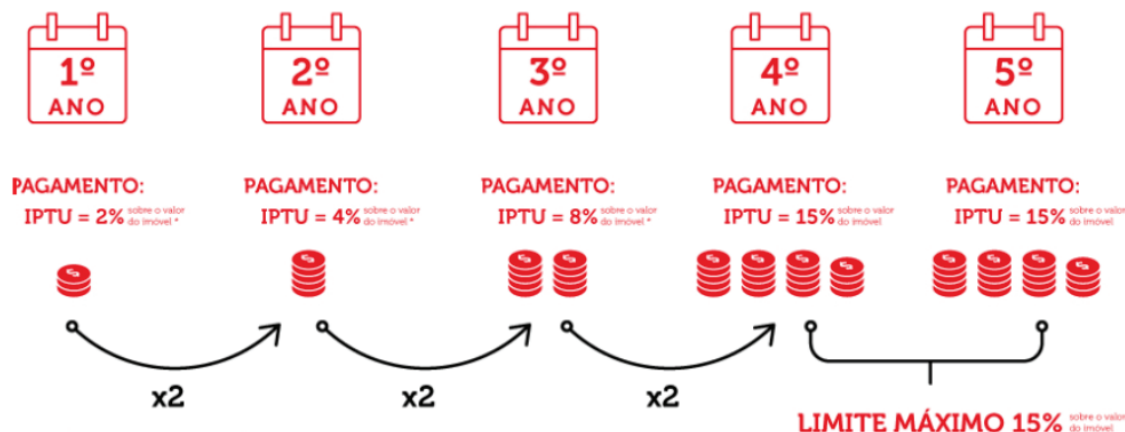 1º
ANO
2º
ANO
3º
ANO
4º
ANO
5º
ANO
PAGAMENTO:
IPTU = 2% sobre o valor
do imóvel *
PAGAMENTO:
IPTU = 4% sobre o valor
do imóvel *
PAGAMENTO:
IPTU = 8% sobre o valor
do imóvel *
PAGAMENTO:
IPTU = 15% sobre o valor
do imóvel
PAGAMENTO:
IPTU = 15% sobre o valor
do imóvel
x2
x2
x2
LIMITE MÁXIMO 15% sobre o valor
do imóvel